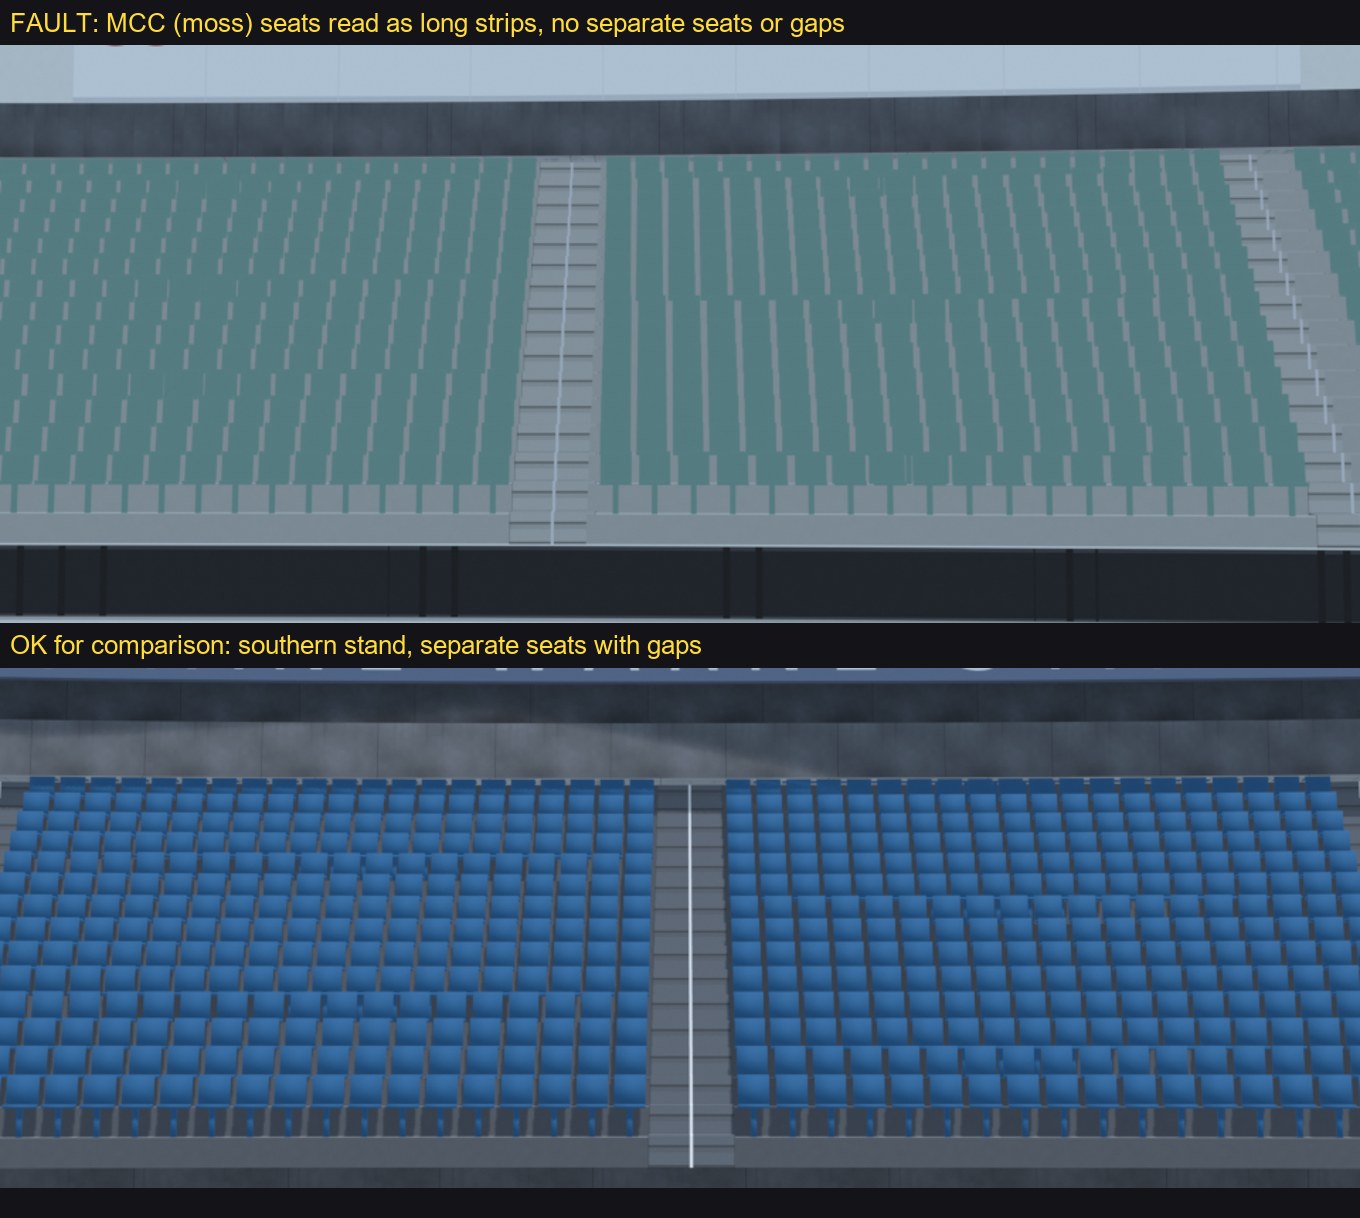 FAULT: MCC (moss) seats read as long strips, no separate seats or gaps
OK for comparison: southern stand, separate seats with gaps